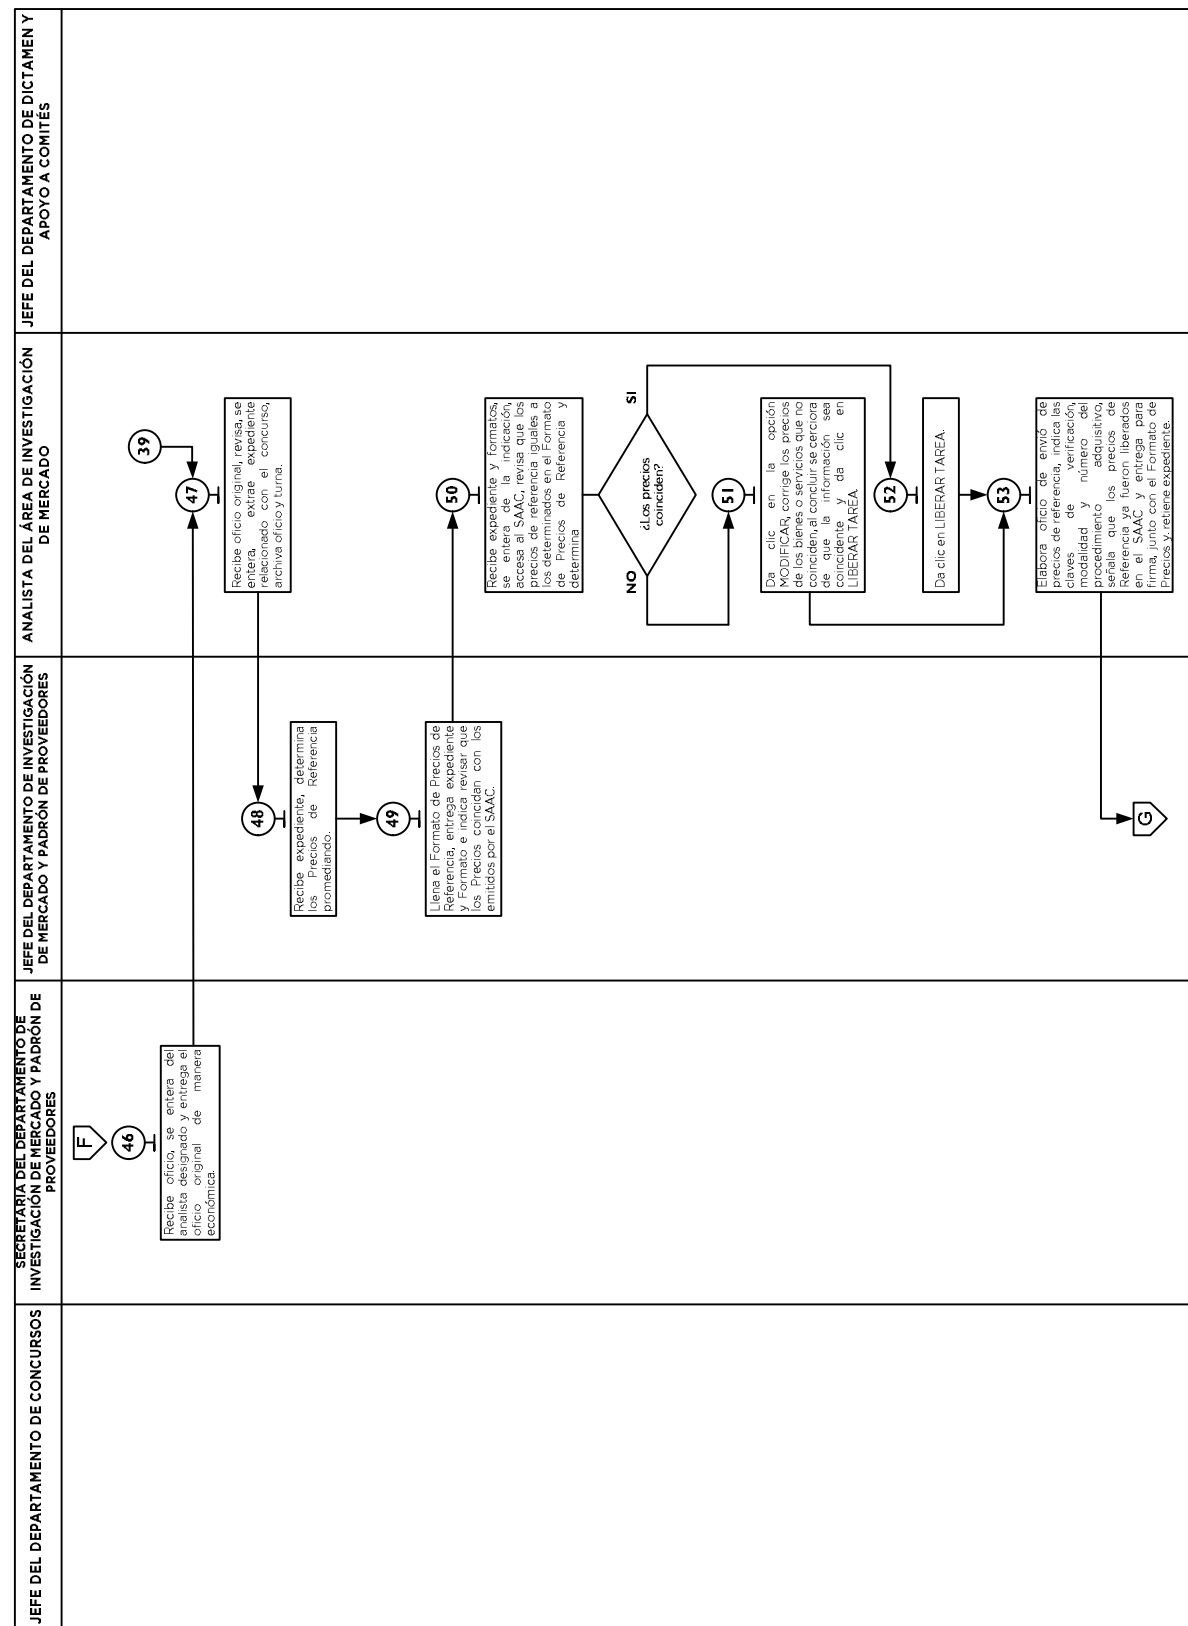 JEFE DEL DEPARTAMENTO DE CONCURSOS
SECRETARIA DEL DEPARTAMENTO DE
INVESTIGACIÓN DE MERCADO Y PADRÓN DE
PROVEEDORES
JEFE DEL DEPARTAMENTO DE INVESTIGACIÓN
DE MERCADO Y PADRÓN DE PROVEEDORES
ANALISTA DEL ÁREA DE INVESTIGACIÓN
DE MERCADO
JEFE DEL DEPARTAMENTO DE DICTAMEN Y
APOYO A COMITÉS
F
46
Recibe oficio, se entera del
analista designado y entrega el
oficio original de manera
económica.
39
47
Recibe oficio original, revisa, se
entera, extrae expediente
relacionado con el concurso,
archiva oficio y turna.
48
Recibe expediente, determina
los Precios de Referencia
promediando.
49
Llena el Formato de Precios de
Referencia, entrega expediente
y Formato e indica revisar que
los Precios coincidan con los
emitidos por el SAAC.
50
Recibe expediente y formatos,
se entera de la indicación,
accesa al SAAC, revisa que los
precios de referencia iguales a
los determinados en el Formato
de Precios de Referencia y
determina
¿Los precios
coinciden?
NO
SI
51
Da clic en la opción
MODIFICAR, corrige los precios
de los bienes o servicios que no
coinciden, al concluir se cerciora
de que la información sea
coincidente y da clic en
LIBERAR TAREA.
52
Da clic en LIBERAR TAREA.
53
Elabora oficio de envió de
precios de referencia, indica las
claves de verificación,
modalidad y número del
procedimiento adquisitivo,
señala que los precios de
Referencia ya fueron liberados
en el SAAC y entrega para
firma, junto con el Formato de
Precios y, retiene expediente.
G